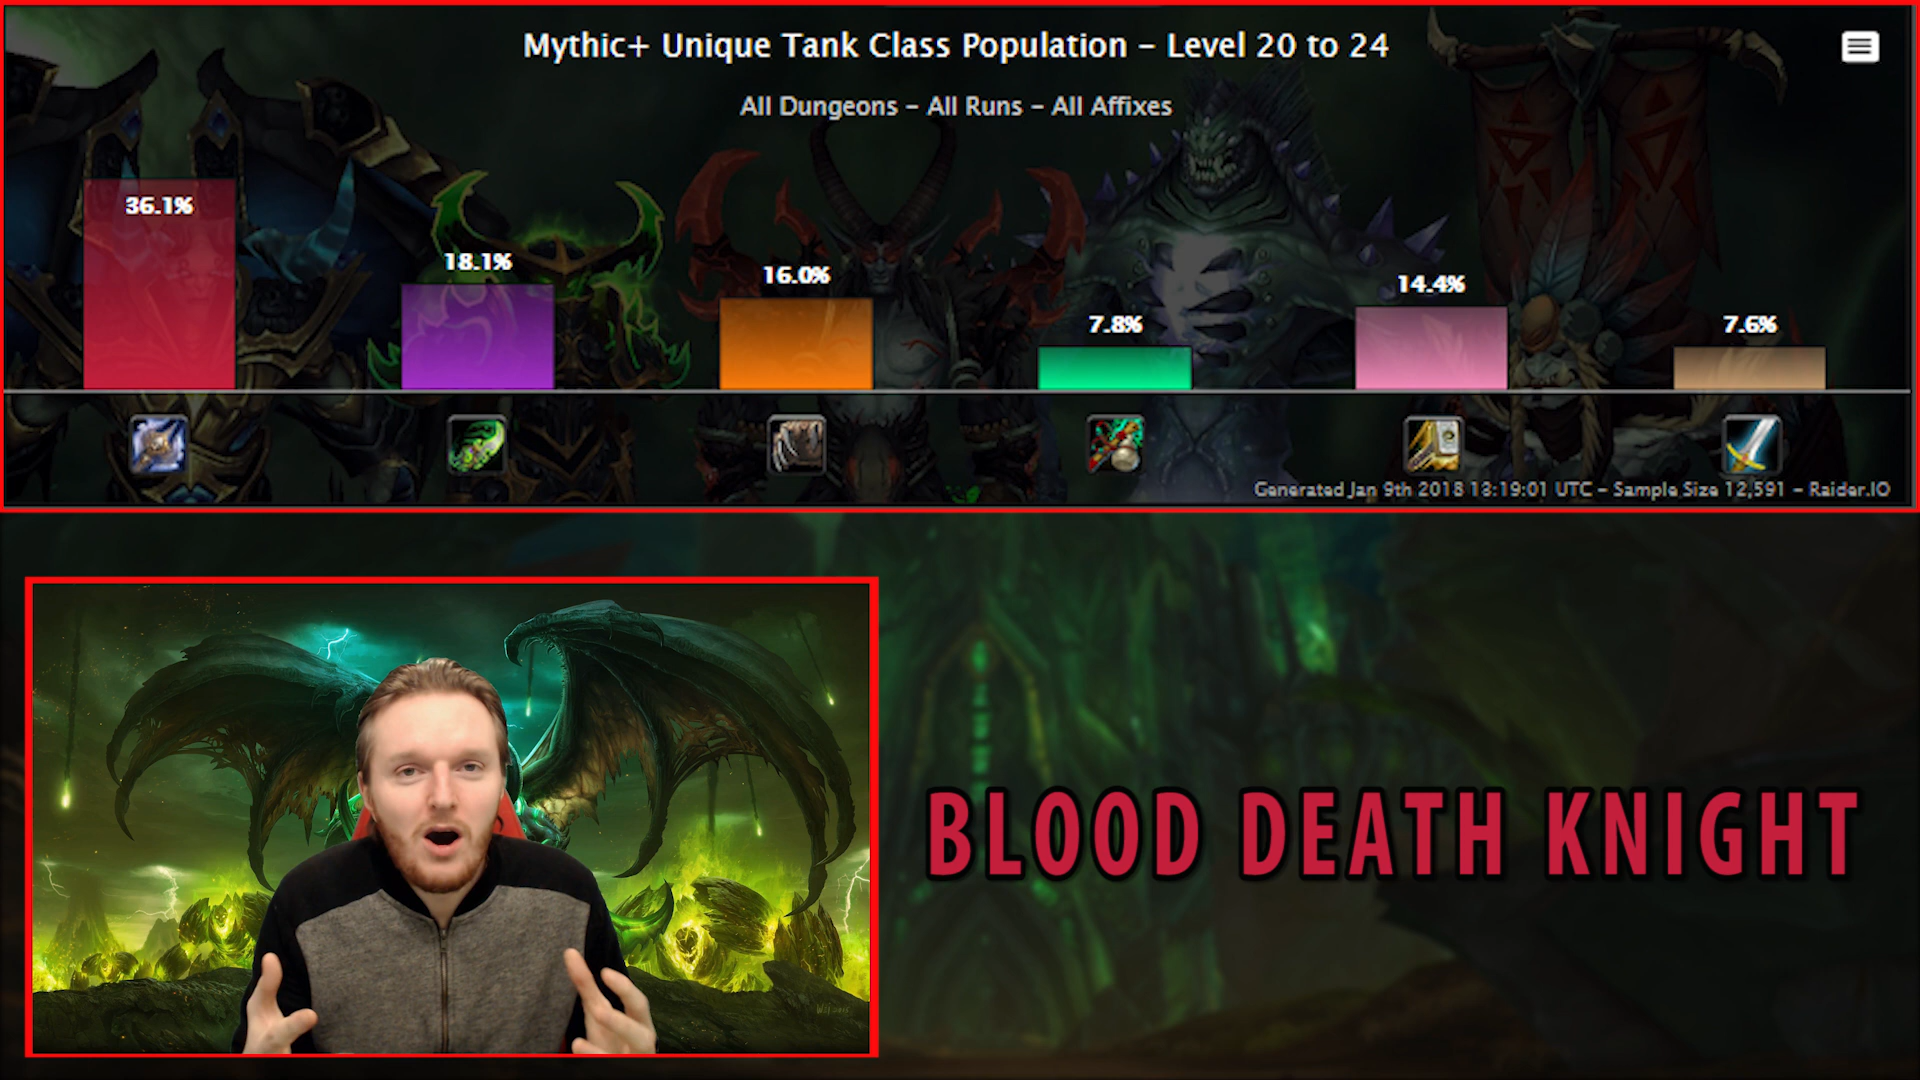 Mythic+ Unique Tank Class Population - Level 20 to 24
All Dungeons - All Runs - All Affixes
36.1%
18.1%
16.0%
7.8%
14.4%
7.6%
Generated Jan 9th 2018 18:19:01 UTC - Sample Size 12,591 - Raider.IO
BLOOD DEATH KNIGHT